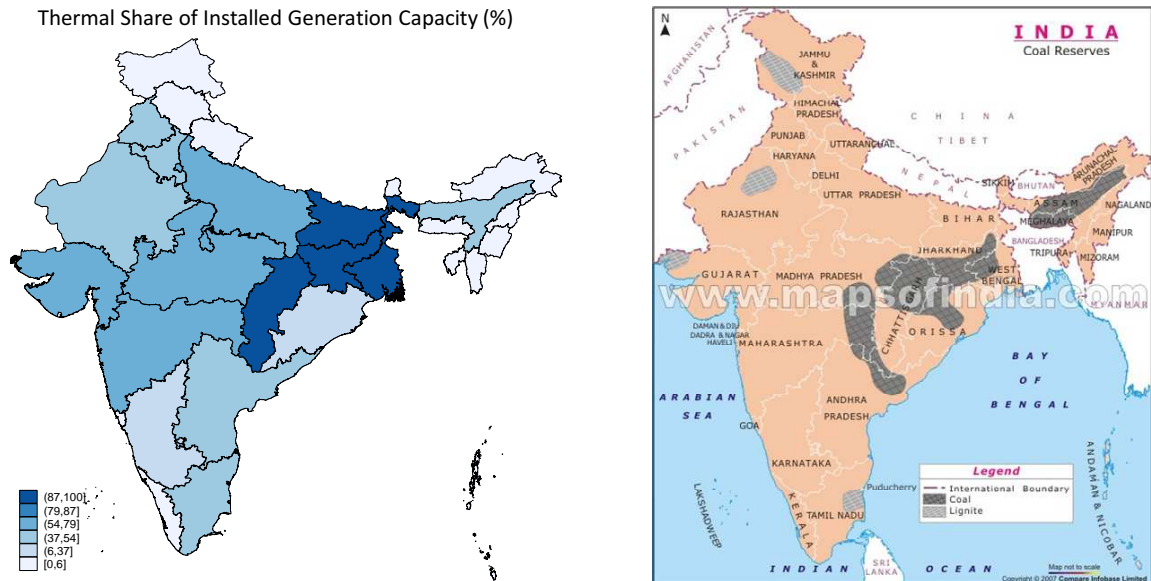 Thermal Share of Installed Generation Capacity (%)
(87,100]
(79,87]
(54,79]
(37,54]
(6,37]
[0,6]
N
INDIA
Coal Reserves
AFGHANISTAN
JAMMU
&
KASHMIR
HIMACHAL
PRADESH
CHINA
TIBET
PAKISTAN
PUNJAB
UTTARANCHAL
HARYANA
DELHI
NEPAL
SIKKIM
BHUTAN
ARUNACHAL
PRADESH
UTTAR PRADESH
RAJASTHAN
ASSAM
NAGALAND
MEGHALAYA
BIHAR
MANIPUR
BANGLADESH
JHARKHAND
TRIPURA
MIZORAM
GUJARAT
MADHYA PRADESH
WEST
BENGAL
www.mapsofindia.com
MYANMAR
CHHATTISGARH
ORISSA
DAMAN & DIU
DADRA & NAGAR
HAVELI
MAHARASHTRA
BAY
OF
BENGAL
ARABIAN
SEA
ANDHRA
PRADESH
GOA
KARNATAKA
Legend
International Boundary
Coal
Lignite
Puducherry
LAKSHADWEEP
KERALA
TAMIL NADU
ANDAMAN & NICOBAR
SRI
LANKA
INDIAN OCEAN
Map not to scale
Copyright © 2007 Compare Infobase Limited